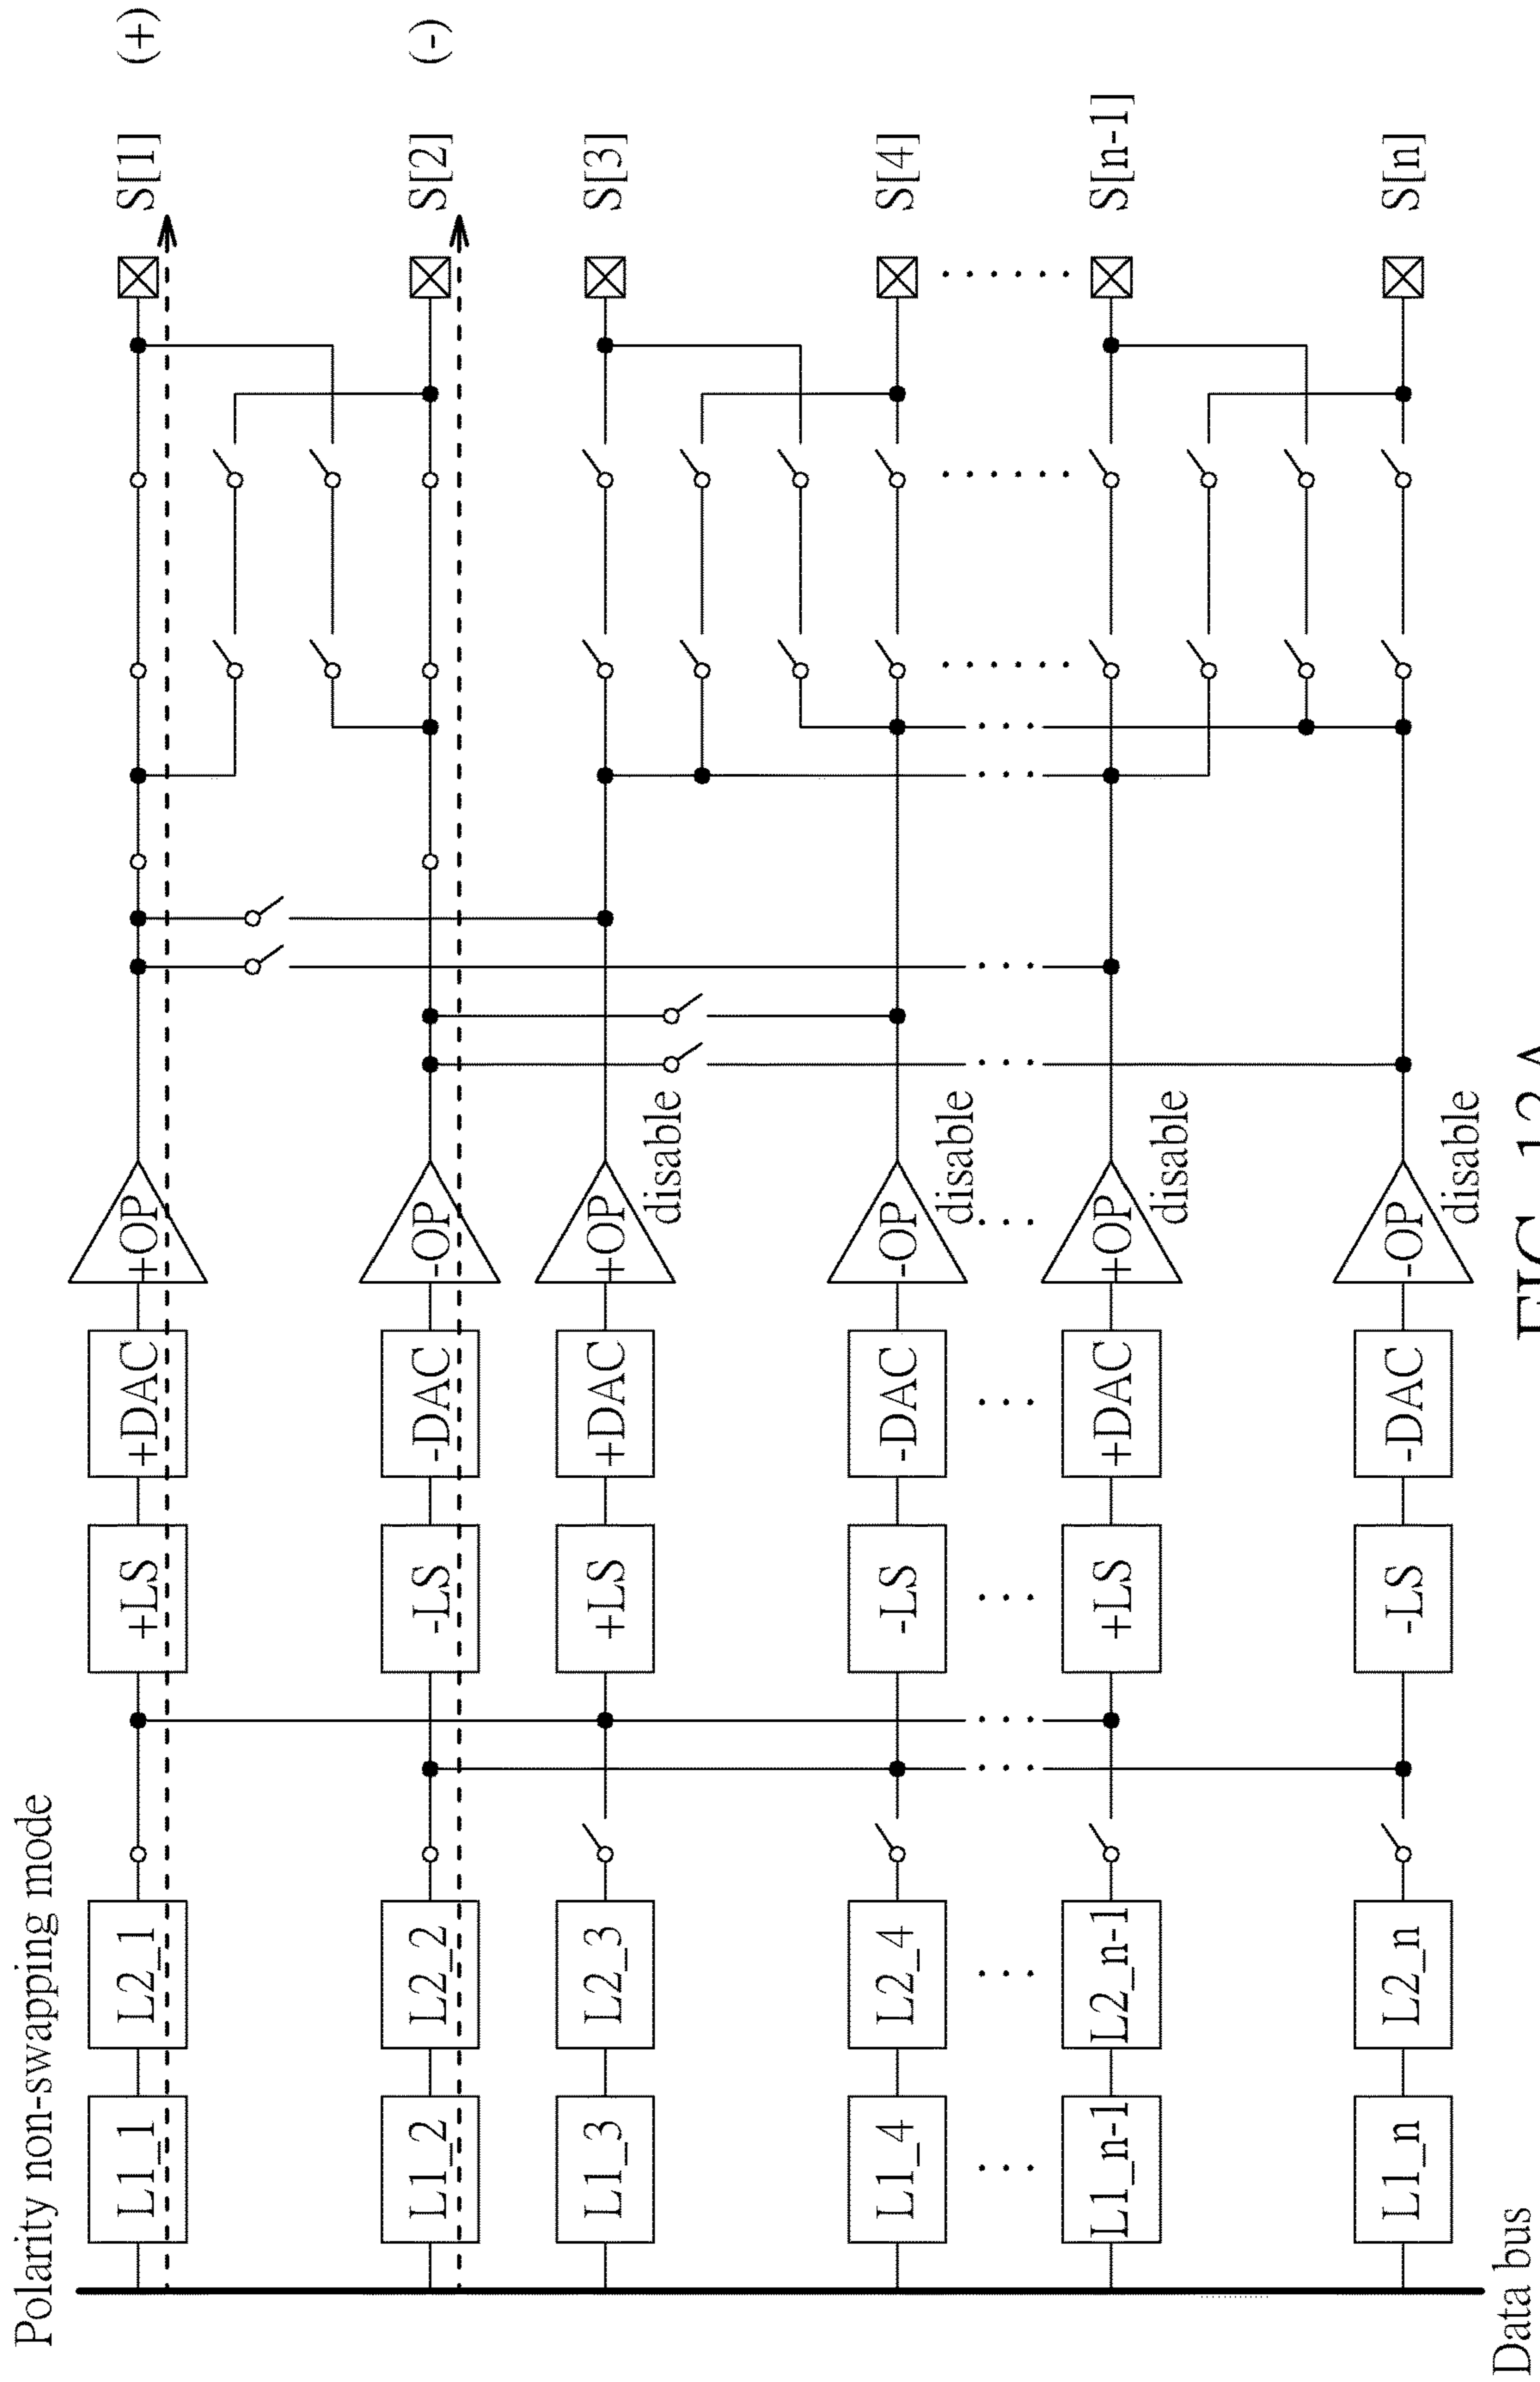 Polarity non-swapping mode
L1_1 L2_1 +LS +DAC +OP S[1] (+)
L1_2 L2_2 -LS -DAC -OP S[2] (-)
L1_3 L2_3 +LS +DAC +OP disable S[3]
L1_4 L2_4 -LS -DAC -OP disable S[4]
L1_n-1 L2_n-1 +LS +DAC +OP disable S[n-1]
L1_n L2_n -LS -DAC -OP disable S[n]
Data bus